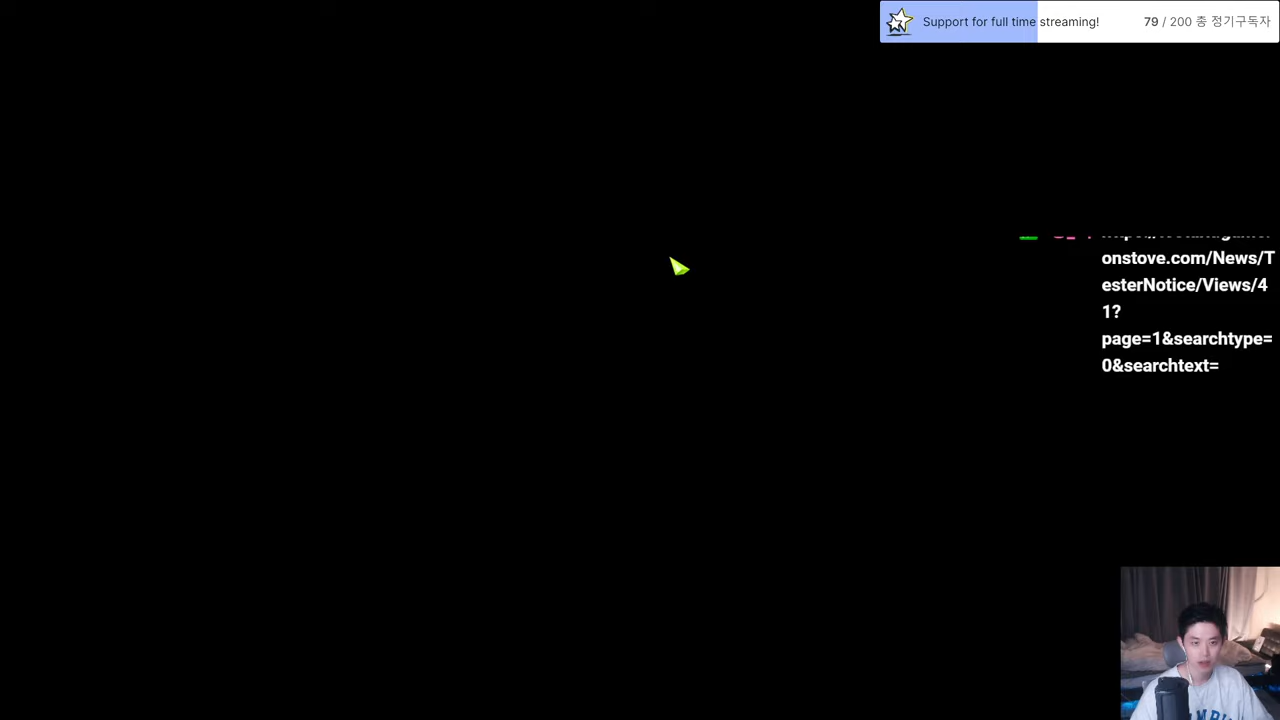 Support for full time streaming!
79 / 200 종 정기구독자
onstove.com/News/T
esterNotice/Views/4
1?
page=1&searchtype=
0&searchtext=